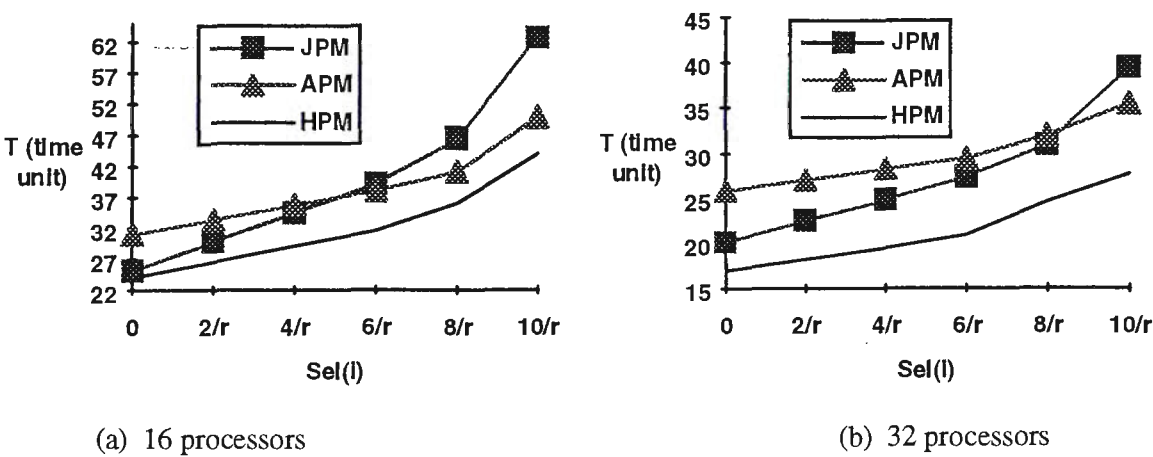 JPM
APM
HPM
T (time
unit)
62
57
52
47
42
37
32
27
22
0 2/r 4/r 6/r 8/r 10/r
Sel(l)
(a) 16 processors
JPM
APM
HPM
T (time
unit)
45
40
35
30
25
20
15
0 2/r 4/r 6/r 8/r 10/r
Sel(l)
(b) 32 processors